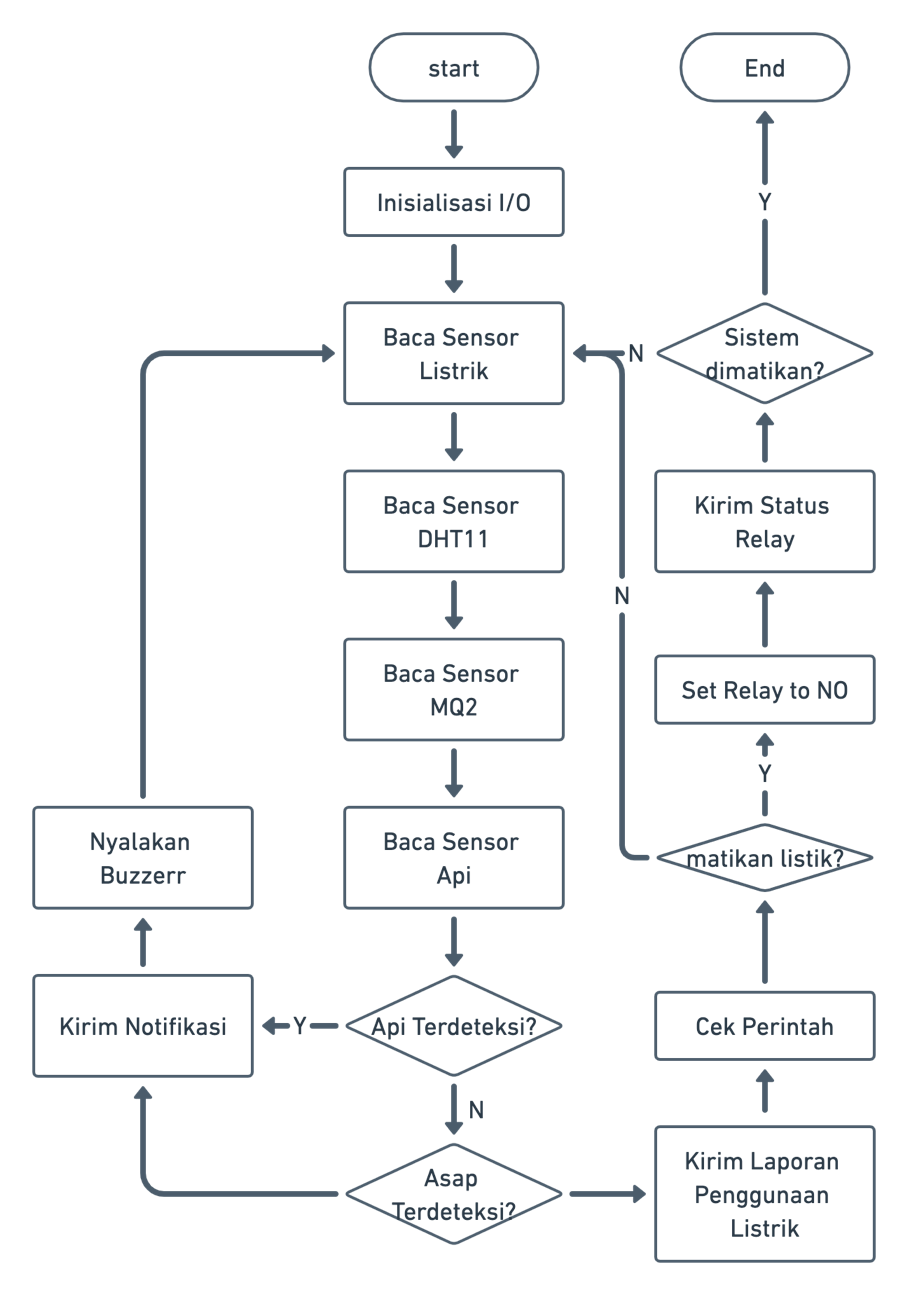 start
End
Inisialisasi I/O
Y
Baca Sensor
Listrik
N
Sistem
dimatikan?
Baca Sensor
DHT11
Kirim Status
Relay
N
Baca Sensor
MQ2
Set Relay to NO
Y
Nyalakan
Buzzerr
Baca Sensor
Api
matikan listik?
Kirim Notifikasi
Y
Api Terdeteksi?
Cek Perintah
N
Asap
Terdeteksi?
Kirim Laporan
Penggunaan
Listrik